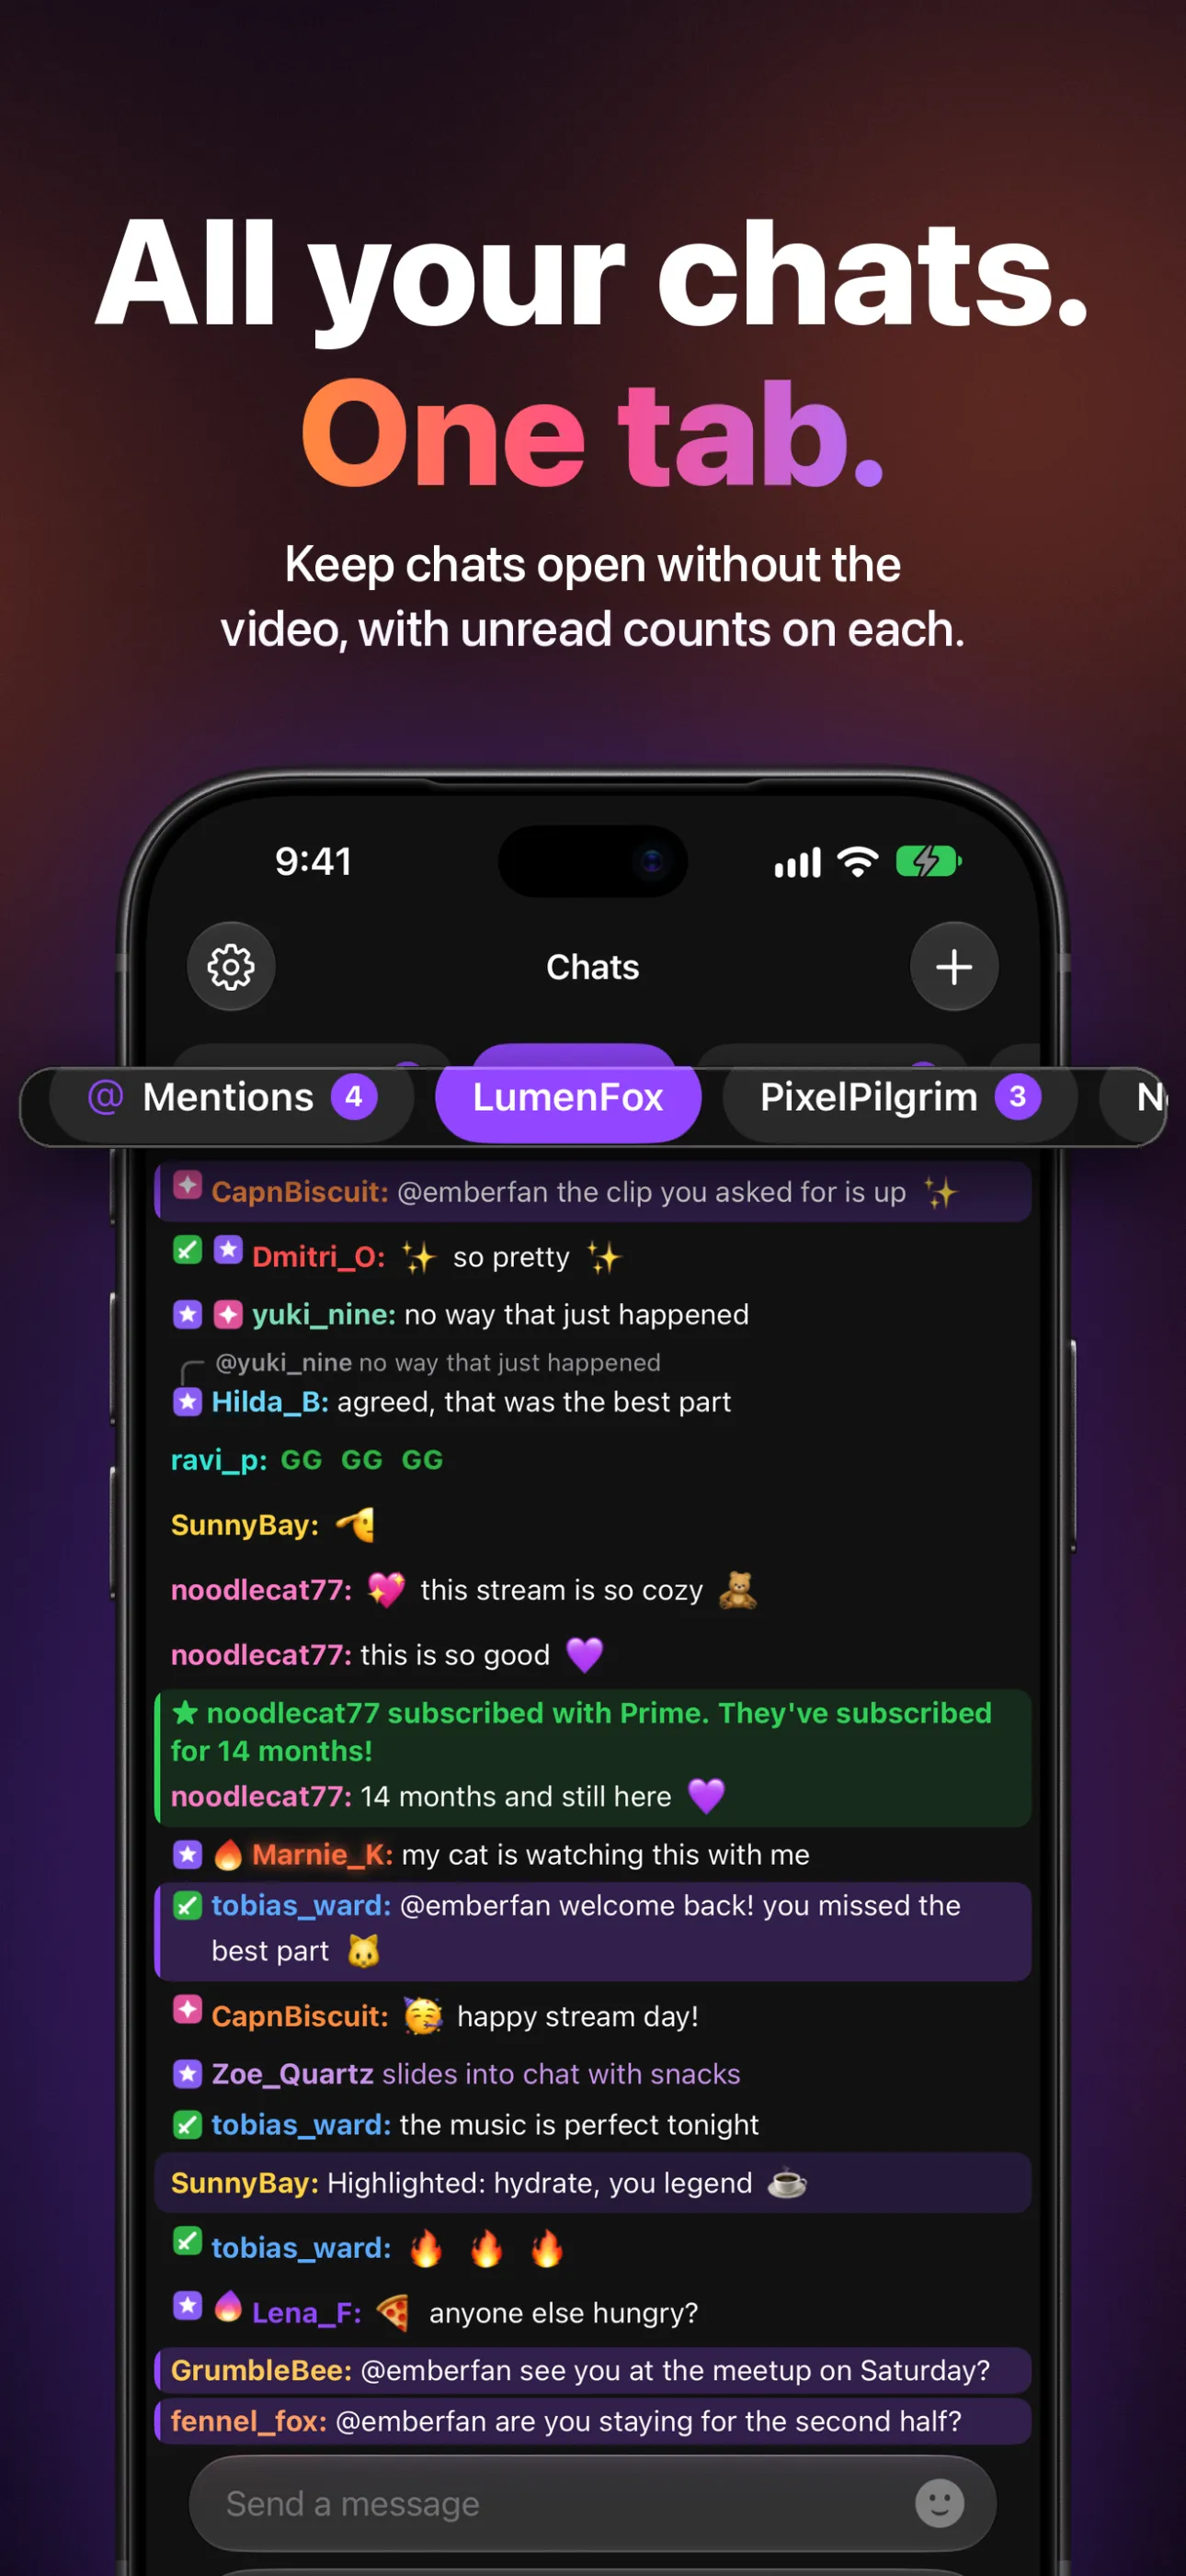 All your chats.
One tab.
Keep chats open without the
video, with unread counts on each.
9:41
Chats
@ Mentions 4 LumenFox PixelPilgrim 3 N
CapnBiscuit: @emberfan the clip you asked for is up
Dmitri_O: so pretty
yuki_nine: no way that just happened
@yuki_nine no way that just happened
Hilda_B: agreed, that was the best part
ravi_p: GG GG GG
SunnyBay:
noodlecat77: this stream is so cozy
noodlecat77: this is so good
noodlecat77 subscribed with Prime. They've subscribed
for 14 months!
noodlecat77: 14 months and still here
Marnie_K: my cat is watching this with me
tobias_ward: @emberfan welcome back! you missed the
best part
CapnBiscuit: happy stream day!
Zoe_Quartz slides into chat with snacks
tobias_ward: the music is perfect tonight
SunnyBay: Highlighted: hydrate, you legend
tobias_ward:
Lena_F: anyone else hungry?
GrumbleBee: @emberfan see you at the meetup on Saturday?
fennel_fox: @emberfan are you staying for the second half?
Send a message